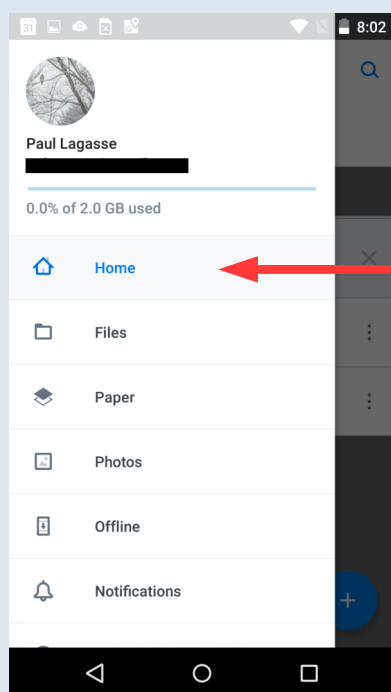 31
8:02
Paul Lagasse
0.0% of 2.0 GB used
Home
Files
Paper
Photos
Offline
Notifications